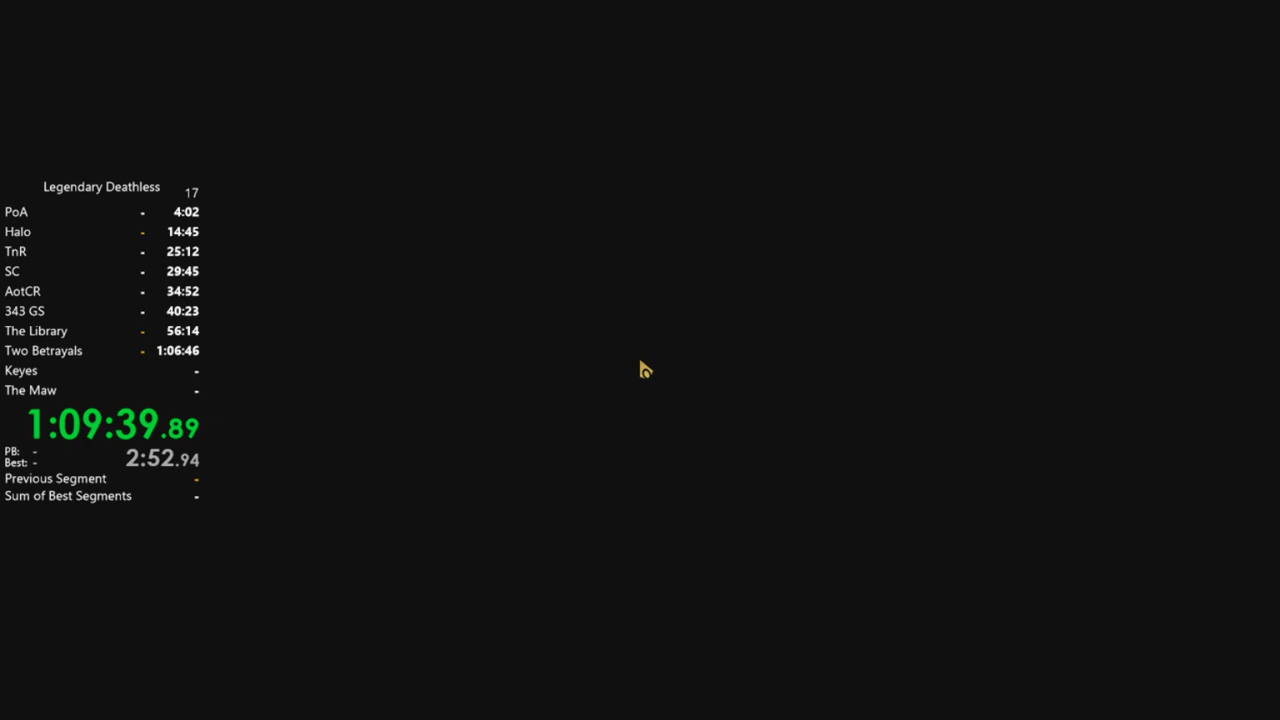 Legendary Deathless 17
PoA - 4:02
Halo - 14:45
TnR - 25:12
SC - 29:45
AotCR - 34:52
343 GS - 40:23
The Library - 56:14
Two Betrayals - 1:06:46
Keyes -
The Maw -
1:09:39.89
PB: -
Best: - 2:52.94
Previous Segment -
Sum of Best Segments -